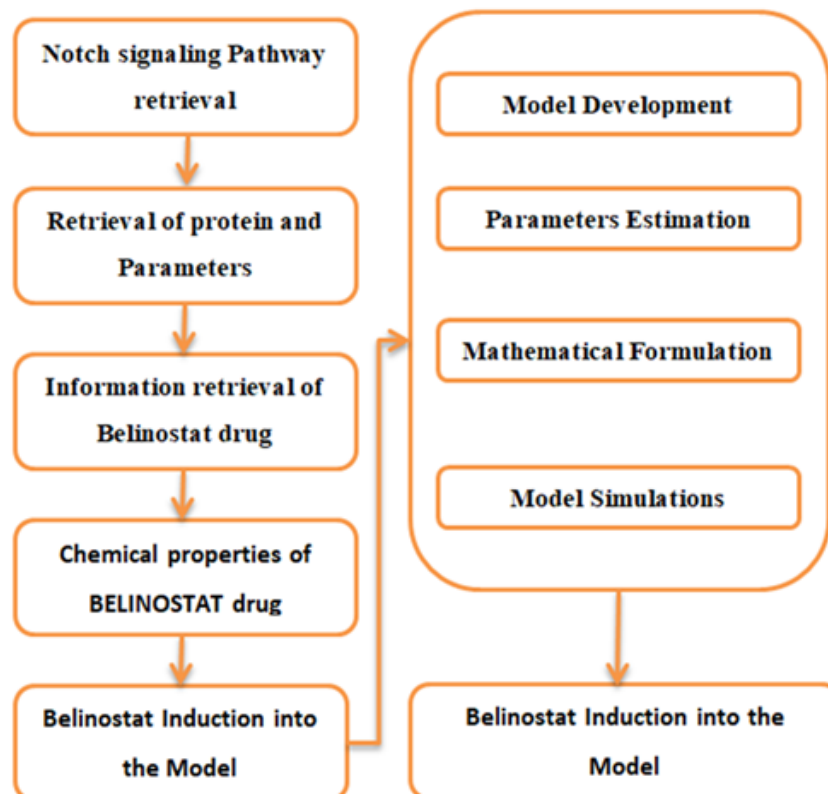 Notch signaling Pathway
retrieval
Retrieval of protein and
Parameters
Information retrieval of
Belinostat drug
Chemical properties of
BELINOSTAT drug
Belinostat Induction into
the Model
Model Development
Parameters Estimation
Mathematical Formulation
Model Simulations
Belinostat Induction into the
Model